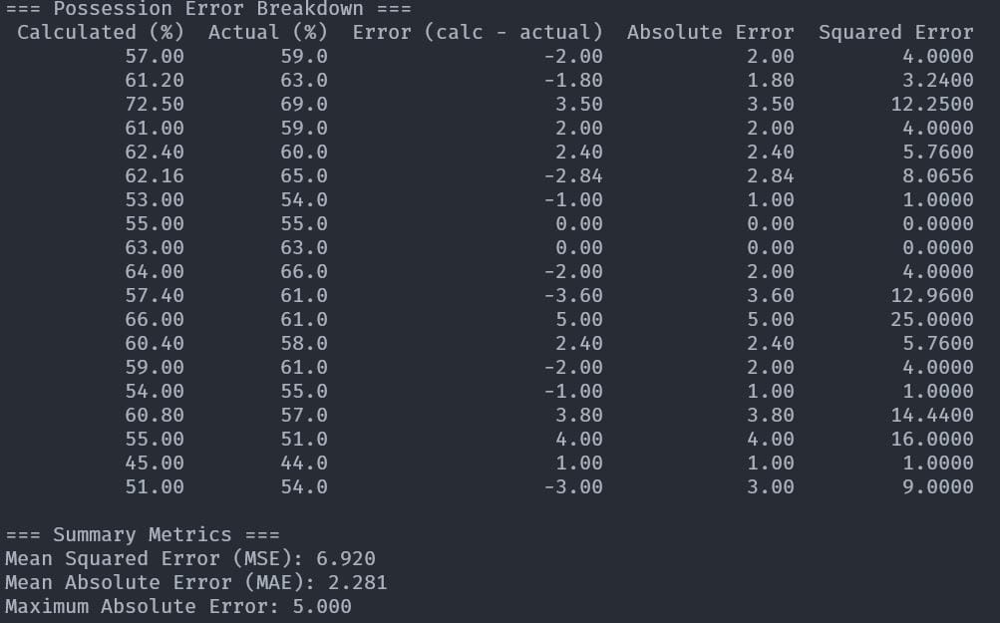 === Possession Error Breakdown ===
Calculated (%) Actual (%) Error (calc - actual) Absolute Error Squared Error
57.00 59.0 -2.00 2.00 4.0000
61.20 63.0 -1.80 1.80 3.2400
72.50 69.0 3.50 3.50 12.2500
61.00 59.0 2.00 2.00 4.0000
62.40 60.0 2.40 2.40 5.7600
62.16 65.0 -2.84 2.84 8.0656
53.00 54.0 -1.00 1.00 1.0000
55.00 55.0 0.00 0.00 0.0000
63.00 63.0 0.00 0.00 0.0000
64.00 66.0 -2.00 2.00 4.0000
57.40 61.0 -3.60 3.60 12.9600
66.00 61.0 5.00 5.00 25.0000
60.40 58.0 2.40 2.40 5.7600
59.00 61.0 -2.00 2.00 4.0000
54.00 55.0 -1.00 1.00 1.0000
60.80 57.0 3.80 3.80 14.4400
55.00 51.0 4.00 4.00 16.0000
45.00 44.0 1.00 1.00 1.0000
51.00 54.0 -3.00 3.00 9.0000
=== Summary Metrics ===
Mean Squared Error (MSE): 6.920
Mean Absolute Error (MAE): 2.281
Maximum Absolute Error: 5.000